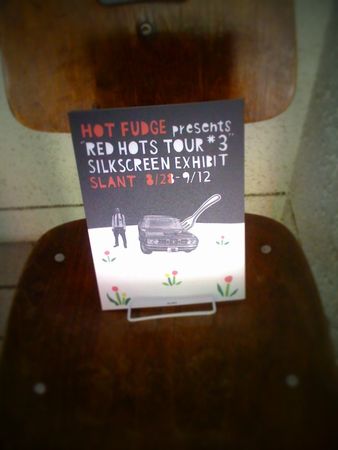 HOT FUDGE presents
"RED HOTS TOUR *3"
SILKSCREEN EXHIBIT
SLANT 8/28-9/12